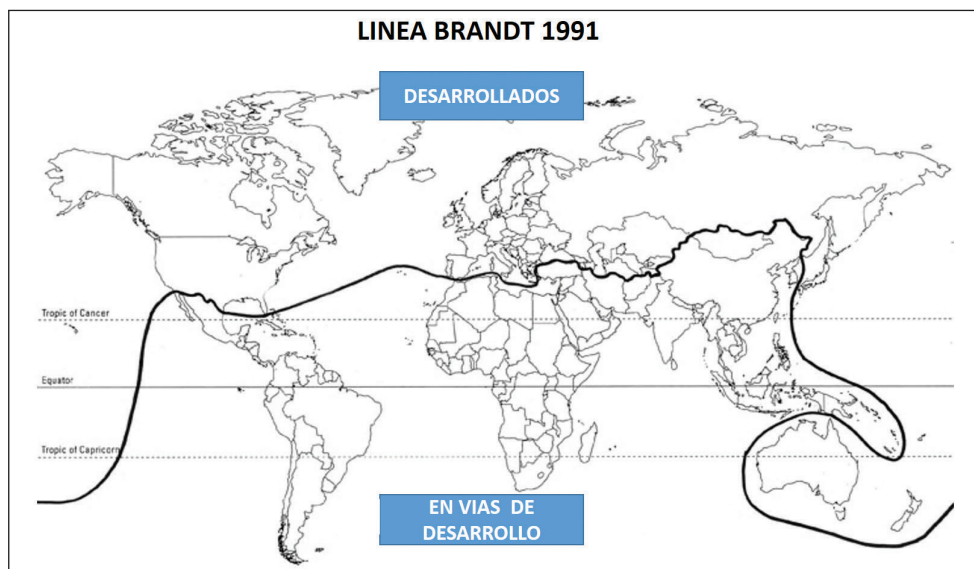 LINEA BRANDT 1991
DESARROLLADOS
Tropic of Cancer
Equator
Tropic of Capricorn
EN VIAS DE
DESARROLLO